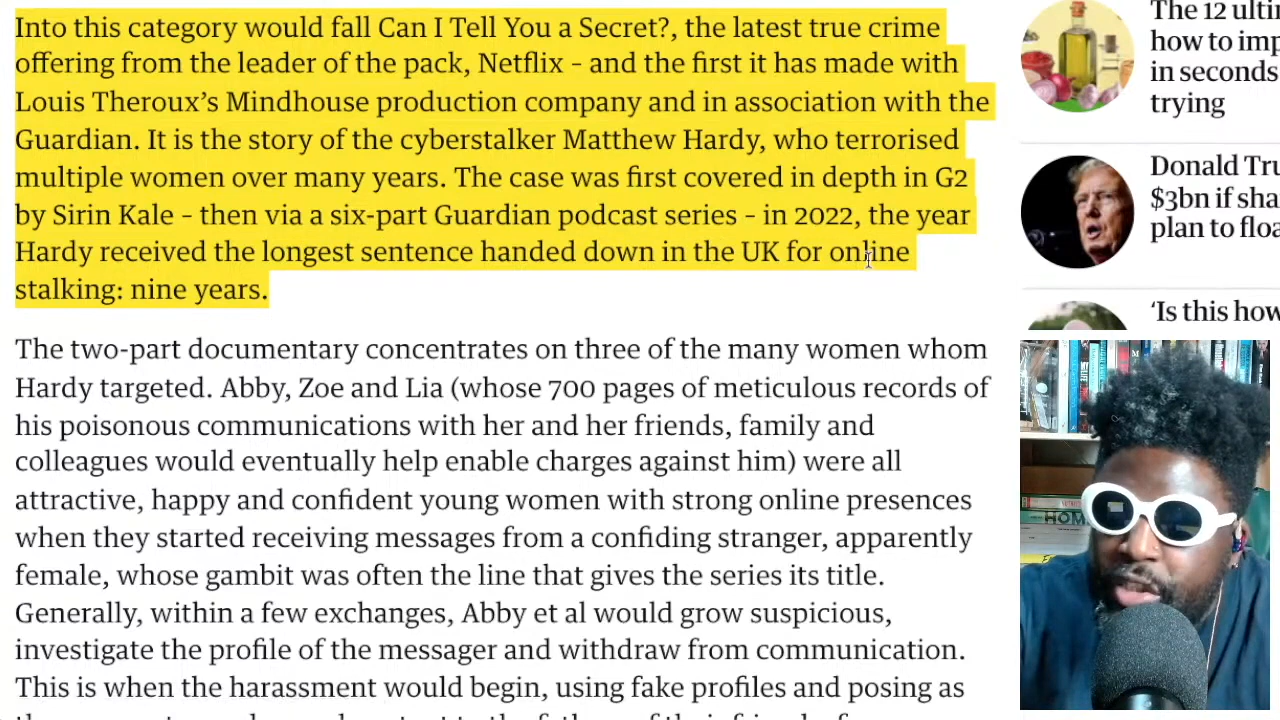 Into this category would fall Can I Tell You a Secret?, the latest true crime
offering from the leader of the pack, Netflix – and the first it has made with
Louis Theroux’s Mindhouse production company and in association with the
Guardian. It is the story of the cyberstalker Matthew Hardy, who terrorised
multiple women over many years. The case was first covered in depth in G2
by Sirin Kale – then via a six-part Guardian podcast series – in 2022, the year
Hardy received the longest sentence handed down in the UK for online
stalking: nine years.
The two-part documentary concentrates on three of the many women whom
Hardy targeted. Abby, Zoe and Lia (whose 700 pages of meticulous records of
his poisonous communications with her and her friends, family and
colleagues would eventually help enable charges against him) were all
attractive, happy and confident young women with strong online presences
when they started receiving messages from a confiding stranger, apparently
female, whose gambit was often the line that gives the series its title.
Generally, within a few exchanges, Abby et al would grow suspicious,
investigate the profile of the messager and withdraw from communication.
This is when the harassment would begin, using fake profiles and posing as
The 12 ulti
how to imp
in seconds
trying
Donald Tru
$3bn if sha
plan to floa
‘Is this how
HOM